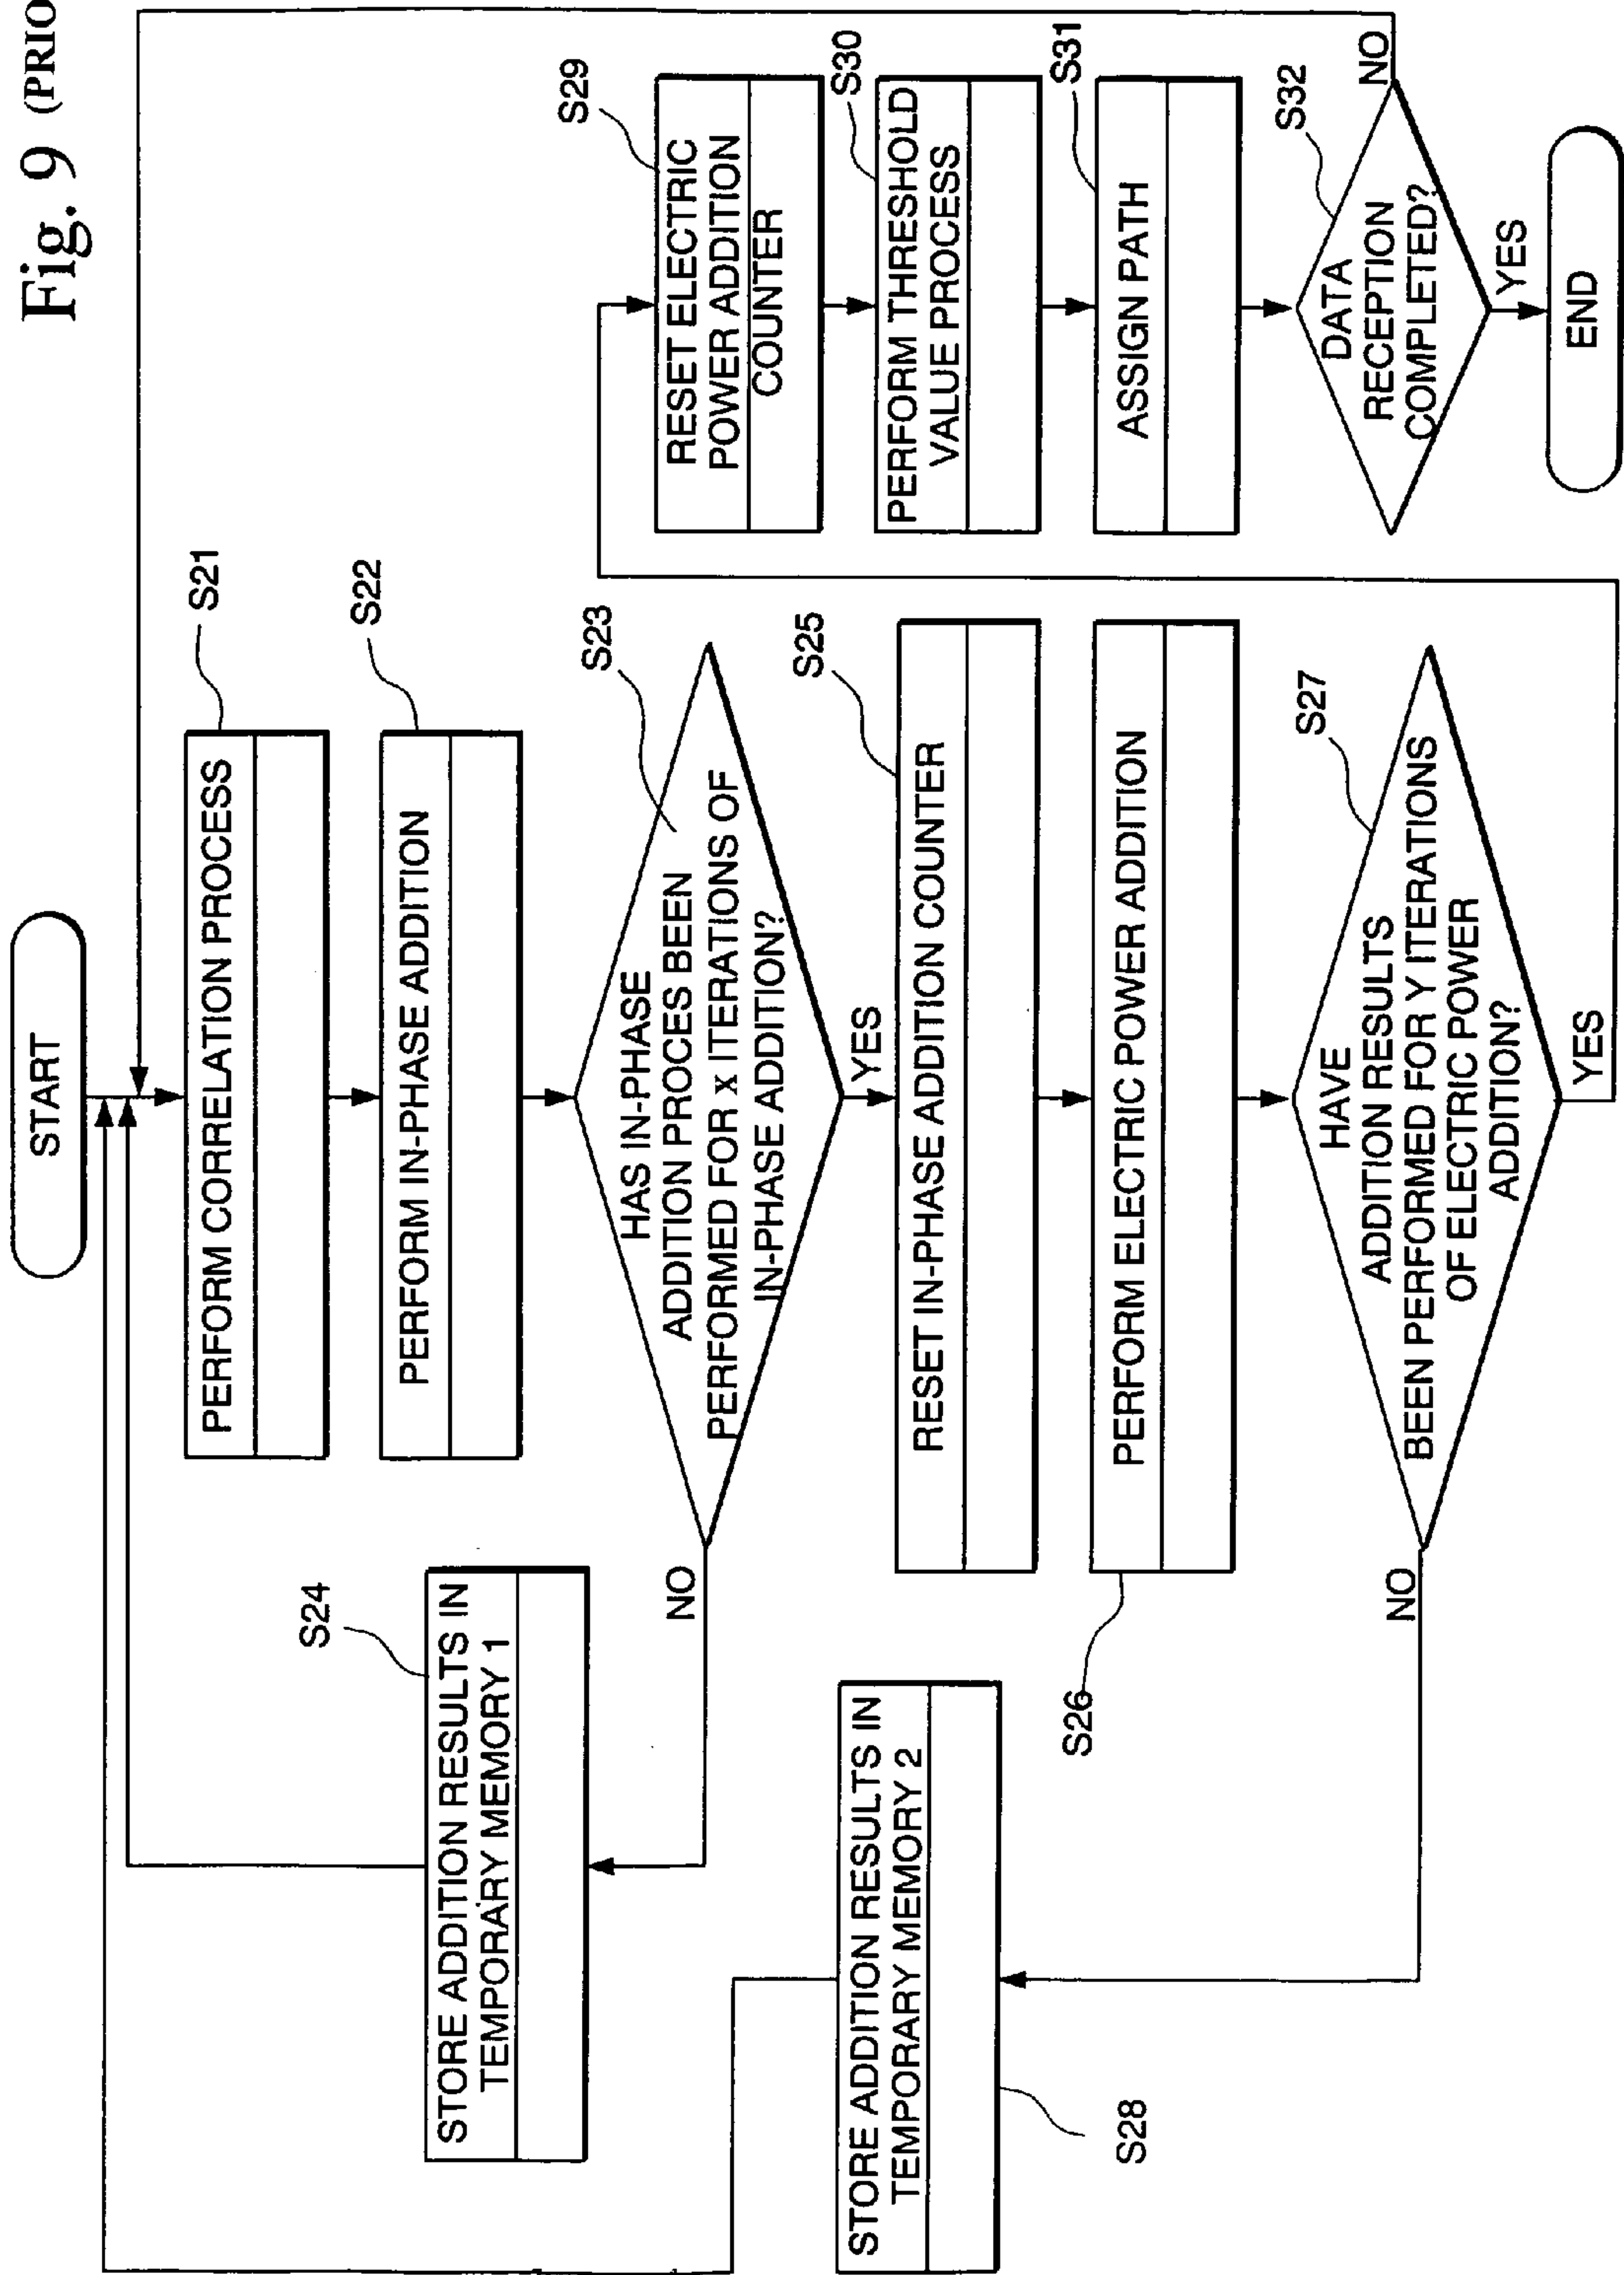 Fig. 9 (PRIO
START
PERFORM CORRELATION PROCESS
S21
PERFORM IN-PHASE ADDITION
S22
HAS IN-PHASE
ADDITION PROCESS BEEN
PERFORMED FOR x ITERATIONS OF
IN-PHASE ADDITION?
S23
NO
YES
STORE ADDITION RESULTS IN
TEMPORARY MEMORY 1
S24
RESET IN-PHASE ADDITION COUNTER
S25
PERFORM ELECTRIC POWER ADDITION
S26
HAVE
ADDITION RESULTS
BEEN PERFORMED FOR Y ITERATIONS
OF ELECTRIC POWER
ADDITION?
S27
NO
YES
STORE ADDITION RESULTS IN
TEMPORARY MEMORY 2
S28
RESET ELECTRIC
POWER ADDITION
COUNTER
S29
PERFORM THRESHOLD
VALUE PROCESS
S30
ASSIGN PATH
S31
DATA
RECEPTION
COMPLETED?
S32
NO
YES
END